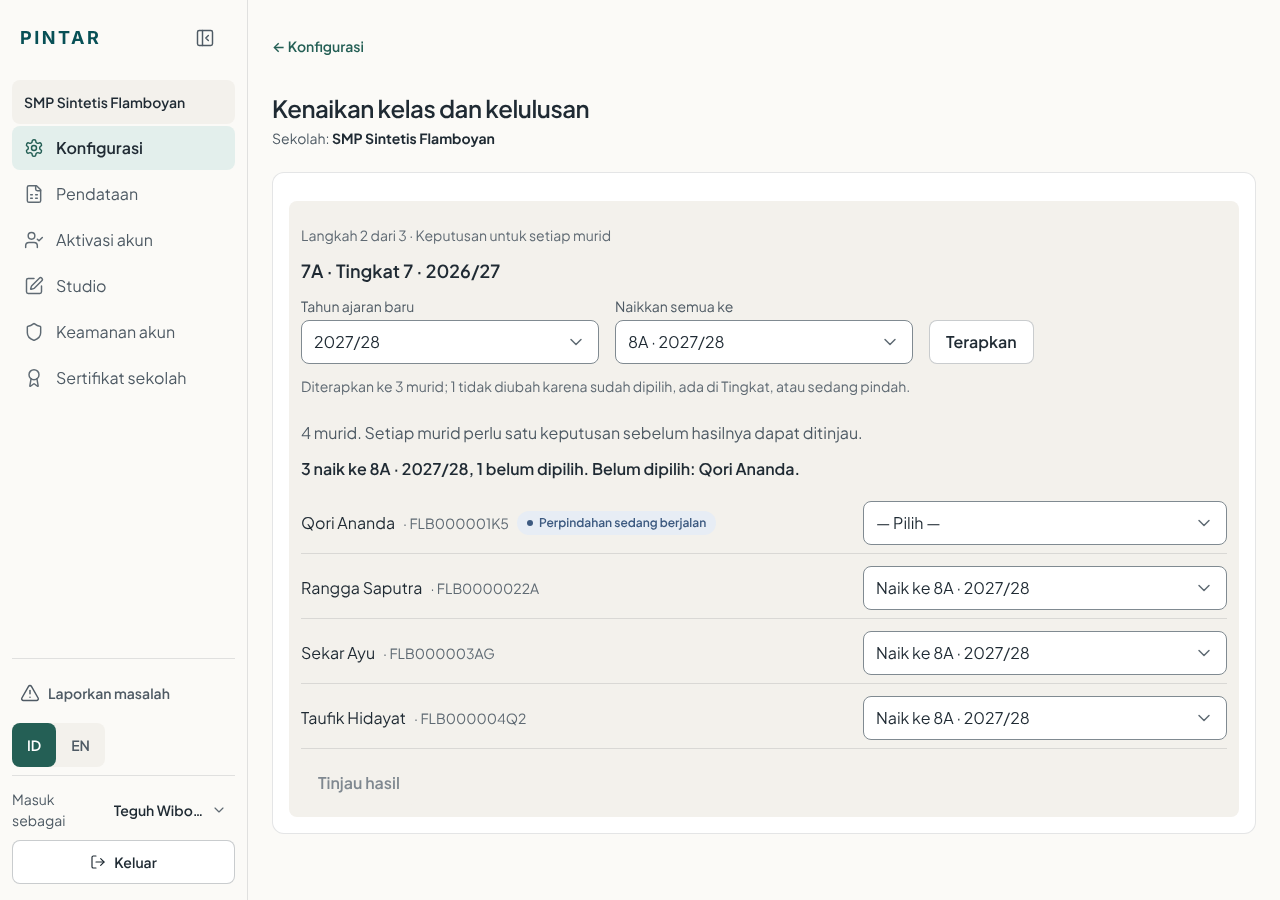 PINTAR
SMP Sintetis Flamboyan
Konfigurasi
Pendataan
Aktivasi akun
Studio
Keamanan akun
Sertifikat sekolah
Laporkan masalah
ID EN
Masuk sebagai
Teguh Wibo...
Keluar
← Konfigurasi
Kenaikan kelas dan kelulusan
Sekolah: SMP Sintetis Flamboyan
Langkah 2 dari 3 · Keputusan untuk setiap murid
7A · Tingkat 7 · 2026/27
Tahun ajaran baru
2027/28
Naikkan semua ke
8A · 2027/28
Terapkan
Diterapkan ke 3 murid; 1 tidak diubah karena sudah dipilih, ada di Tingkat, atau sedang pindah.
4 murid. Setiap murid perlu satu keputusan sebelum hasilnya dapat ditinjau.
3 naik ke 8A · 2027/28, 1 belum dipilih. Belum dipilih: Qori Ananda.
Qori Ananda · FLB000001K5 Perpindahan sedang berjalan — Pilih —
Rangga Saputra · FLB0000022A Naik ke 8A · 2027/28
Sekar Ayu · FLB000003AG Naik ke 8A · 2027/28
Taufik Hidayat · FLB000004Q2 Naik ke 8A · 2027/28
Tinjau hasil